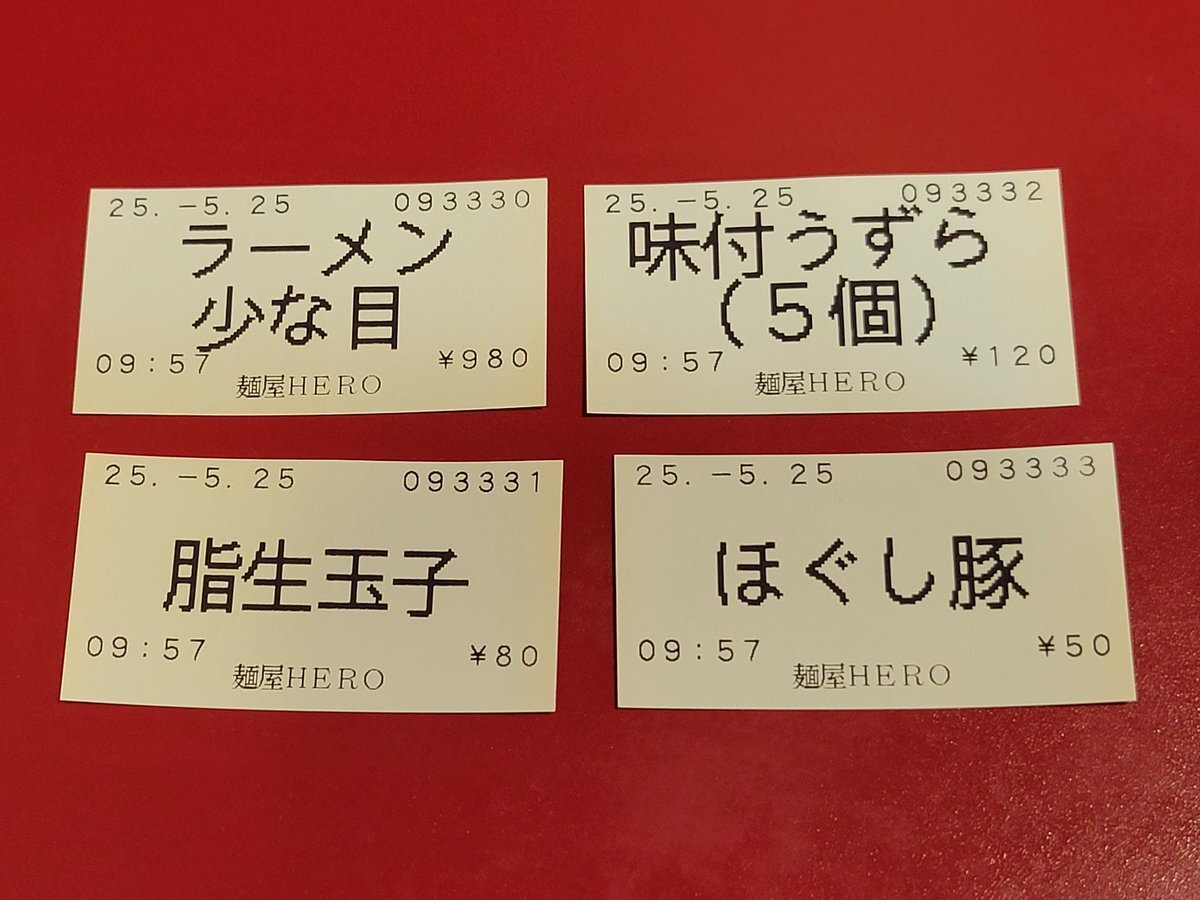 25.-5.25 093330
ラーメン
少な目
09:57 ¥980
麺屋HERO
25.-5.25 093332
味付うずら
(5個)
09:57 ¥120
麺屋HERO
25.-5.25 093331
脂生玉子
09:57 ¥80
麺屋HERO
25.-5.25 093333
ほぐし豚
09:57 ¥50
麺屋HERO